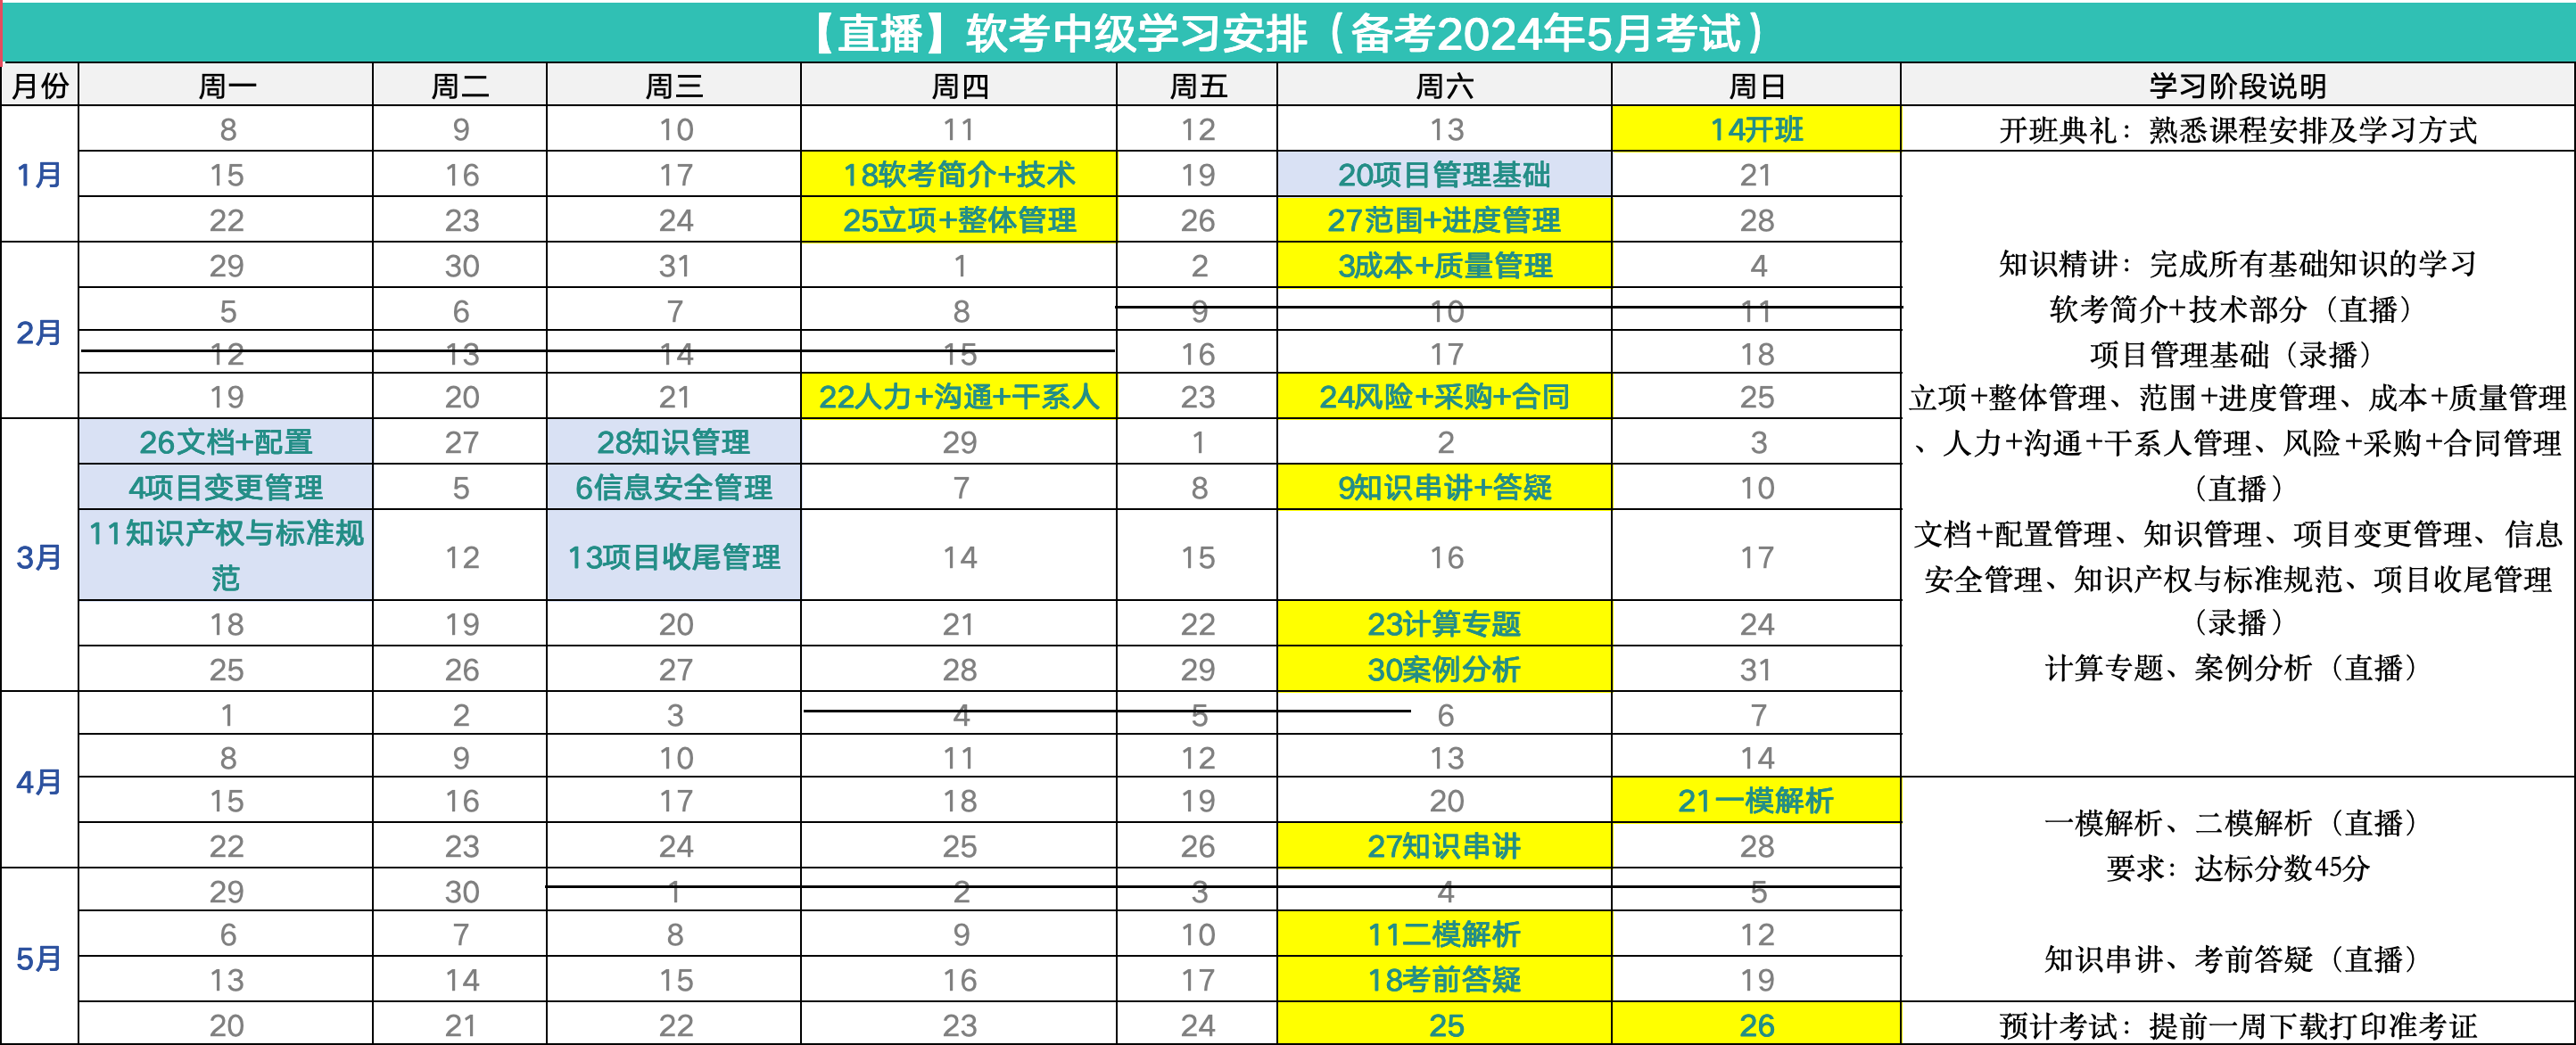 【直播】软考中级学习安排（备考2024年5月考试）
月份 周一 周二 周三 周四 周五 周六 周日 学习阶段说明
8 9 10 11 12 13 14开班 开班典礼：熟悉课程安排及学习方式
1月 15 16 17 18软考简介+技术 19 20项目管理基础 21
22 23 24 25立项+整体管理 26 27范围+进度管理 28
29 30 31 1 2 3成本+质量管理 4 知识精讲：完成所有基础知识的学习
5 6 7 8 9 10 11 软考简介+技术部分（直播）
2月
12 13 14 15 16 17 18 项目管理基础（录播）
19 20 21 22人力+沟通+干系人 23 24风险+采购+合同 25 立项+整体管理、范围+进度管理、成本+质量管理
26文档+配置 27 28知识管理 29 1 2 3 、人力+沟通+干系人管理、风险+采购+合同管理
4项目变更管理 5 6信息安全管理 7 8 9知识串讲+答疑 10 （直播）
11知识产权与标准规 文档+配置管理、知识管理、项目变更管理、信息
3月 12 13项目收尾管理 14 15 16 17
范 安全管理、知识产权与标准规范、项目收尾管理
18 19 20 21 22 23计算专题 24 （录播）
25 26 27 28 29 30案例分析 31 计算专题、案例分析（直播）
1 2 3 4 5 6 7
8 9 10 11 12 13 14
4月
15 16 17 18 19 20 21一模解析 一模解析、二模解析（直播）
22 23 24 25 26 27知识串讲 28 要求：达标分数45分
29 30 1 2 3 4 5
6 7 8 9 10 11二模解析 12
5月 知识串讲、考前答疑（直播）
13 14 15 16 17 18考前答疑 19
20 21 22 23 24 25 26 预计考试：提前一周下载打印准考证